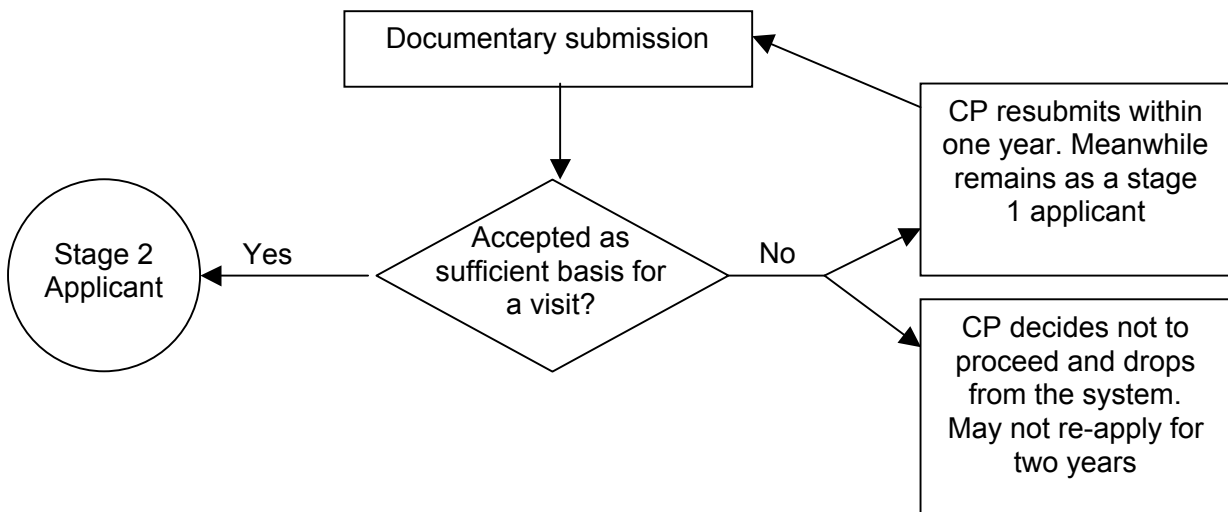 Documentary submission
CP resubmits within
one year. Meanwhile
remains as a stage
1 applicant
Stage 2
Applicant
Yes
Accepted as
sufficient basis for
a visit?
No
CP decides not to
proceed and drops
from the system.
May not re-apply for
two years